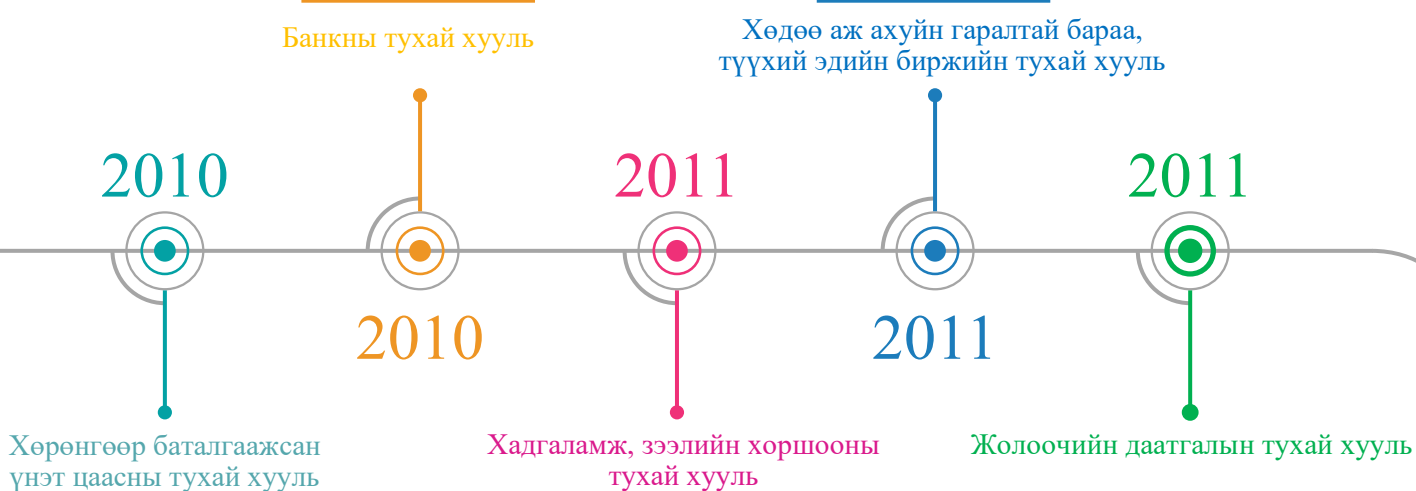 Банкны тухай хууль
Хөдөө аж ахуйн гаралтай бараа,
түүхий эдийн биржийн тухай хууль
2010
2011
2011
2010
2011
Хөрөнгөөр баталгаажсан
үнэт цаасны тухай хууль
Хадгаламж, зээлийн хоршооны
тухай хууль
Жолоочийн даатгалын тухай хууль